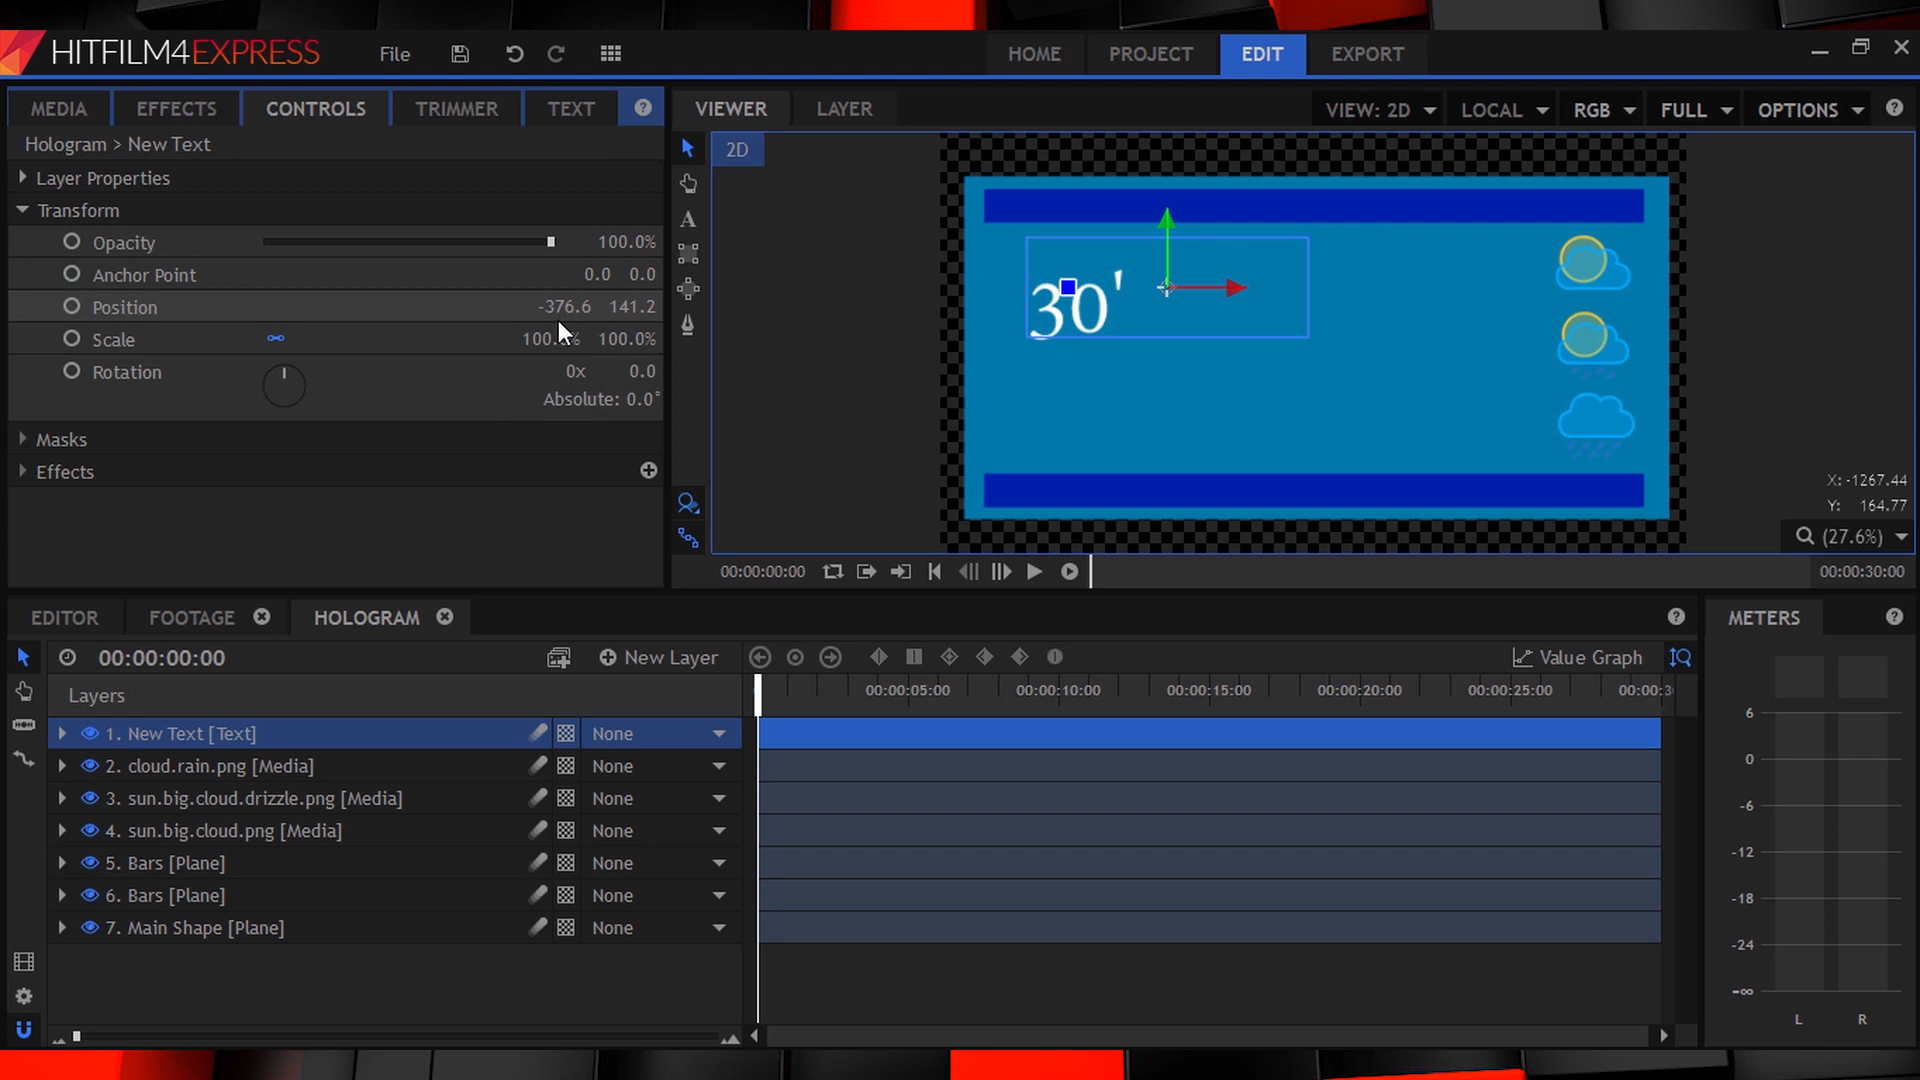 HITFILM4EXPRESS File HOME PROJECT EDIT EXPORT
MEDIA EFFECTS CONTROLS TRIMMER TEXT ?
VIEWER LAYER VIEW: 2D LOCAL RGB FULL OPTIONS ?
Hologram > New Text
2D
Layer Properties
Transform
Opacity 100.0%
Anchor Point 0.0 0.0
Position -376.6 141.2
Scale 100. % 100.0%
Rotation 0x 0.0
Absolute: 0.0°
Masks
Effects
A
30'
X: -1267.44
Y: 164.77
(27.6%)
00:00:00:00 00:00:30:00
EDITOR FOOTAGE HOLOGRAM ? METERS ?
00:00:00:00 New Layer Value Graph
Layers 00:00:05:00 00:00:10:00 00:00:15:00 00:00:20:00 00:00:25:00 00:00:3
1. New Text [Text] None
2. cloud.rain.png [Media] None
3. sun.big.cloud.drizzle.png [Media] None
4. sun.big.cloud.png [Media] None
5. Bars [Plane] None
6. Bars [Plane] None
7. Main Shape [Plane] None
6
0
-6
-12
-18
-24
-∞
L R